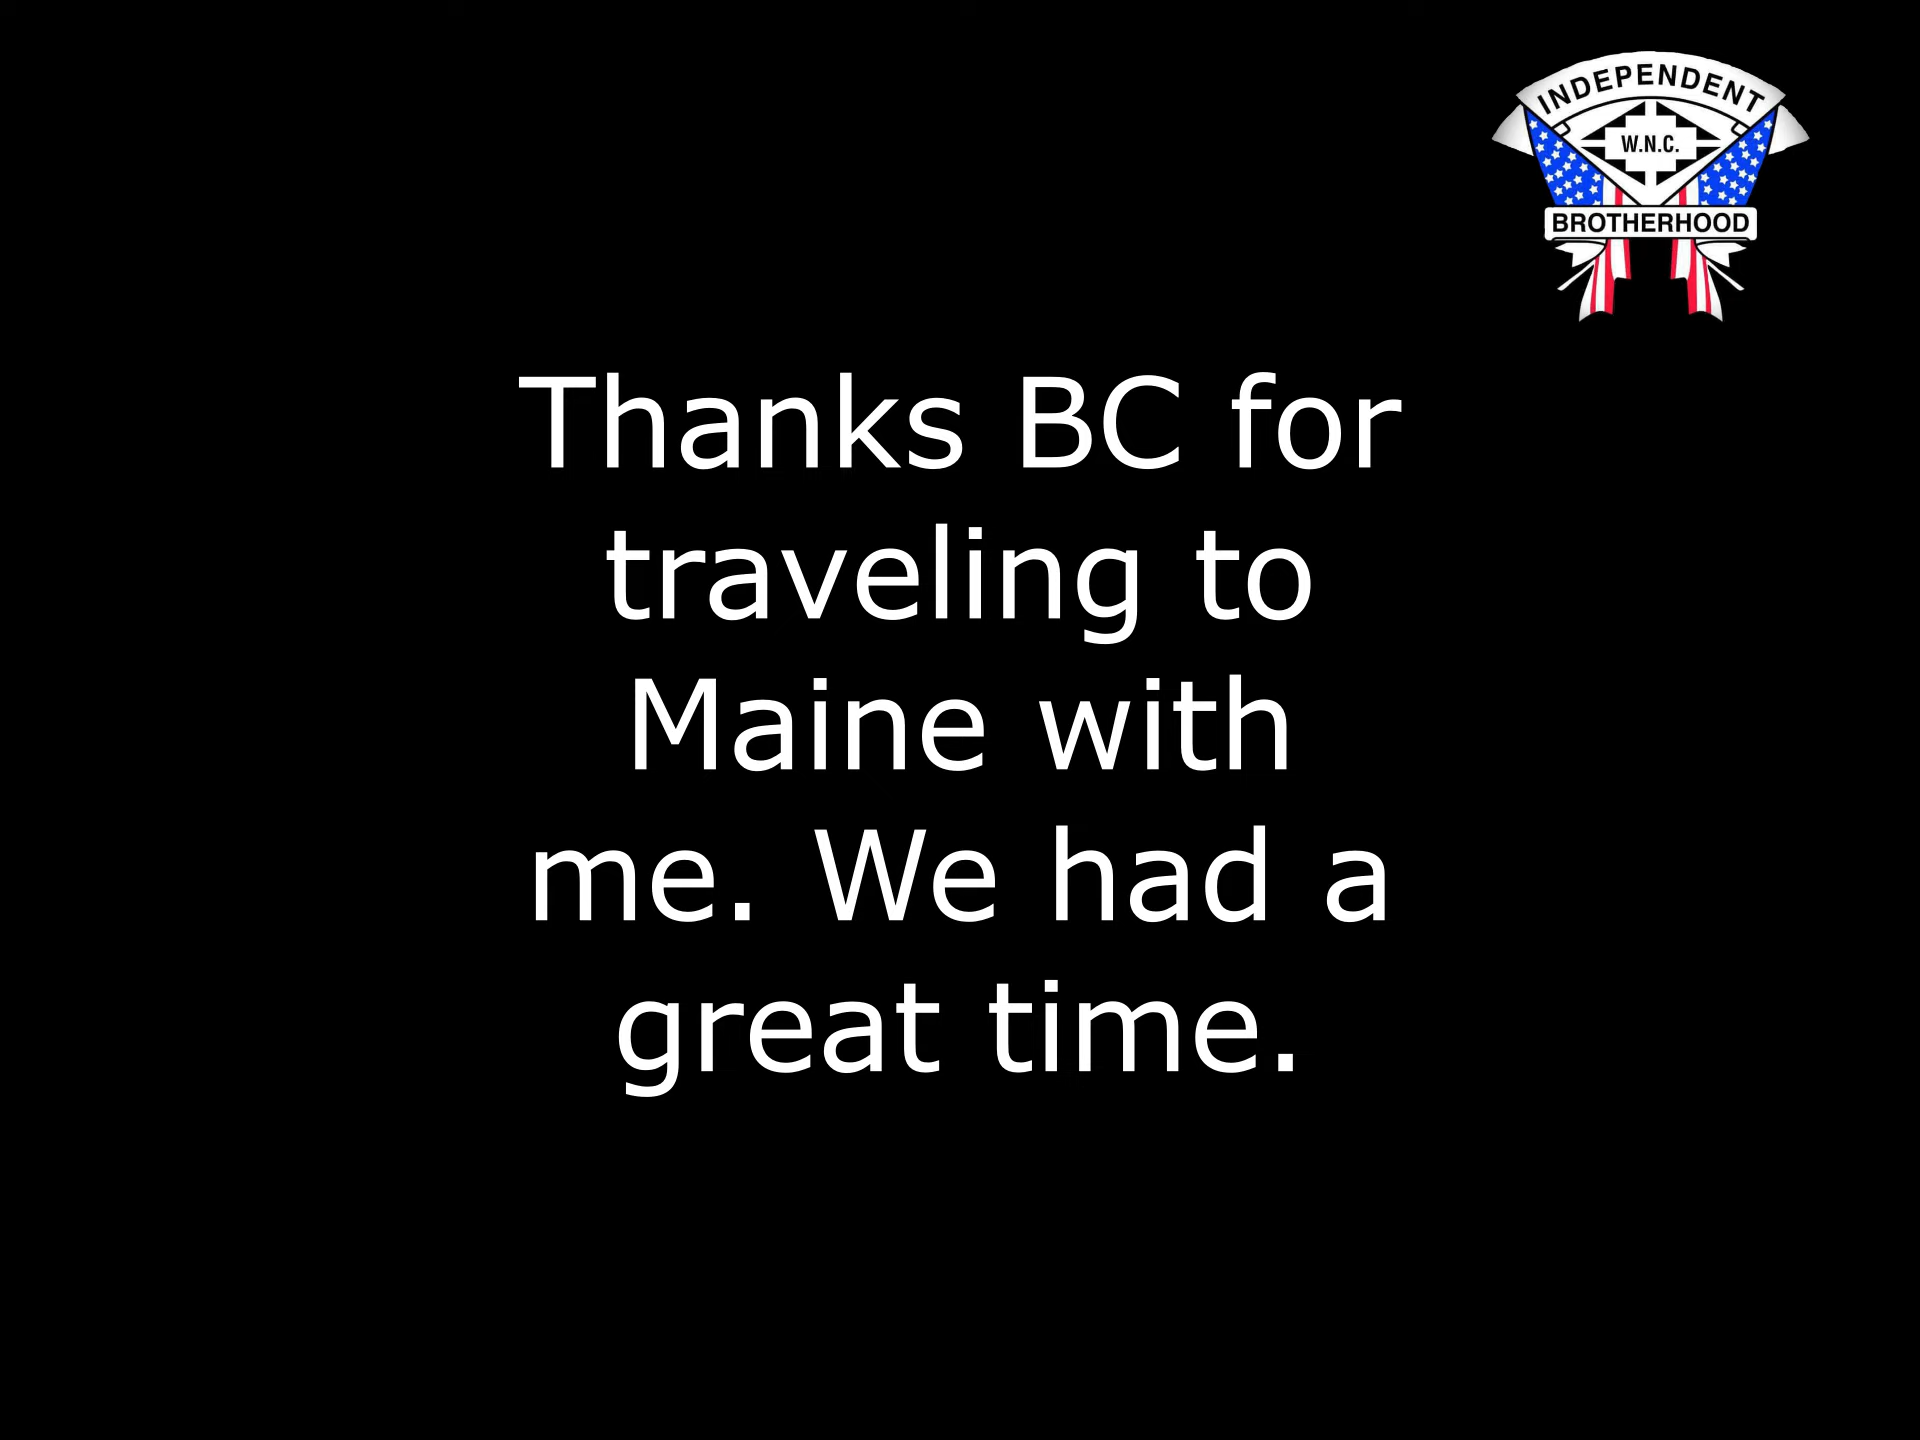 INDEPENDENT
W.N.C.
BROTHERHOOD
Thanks BC for
traveling to
Maine with
me. We had a
great time.